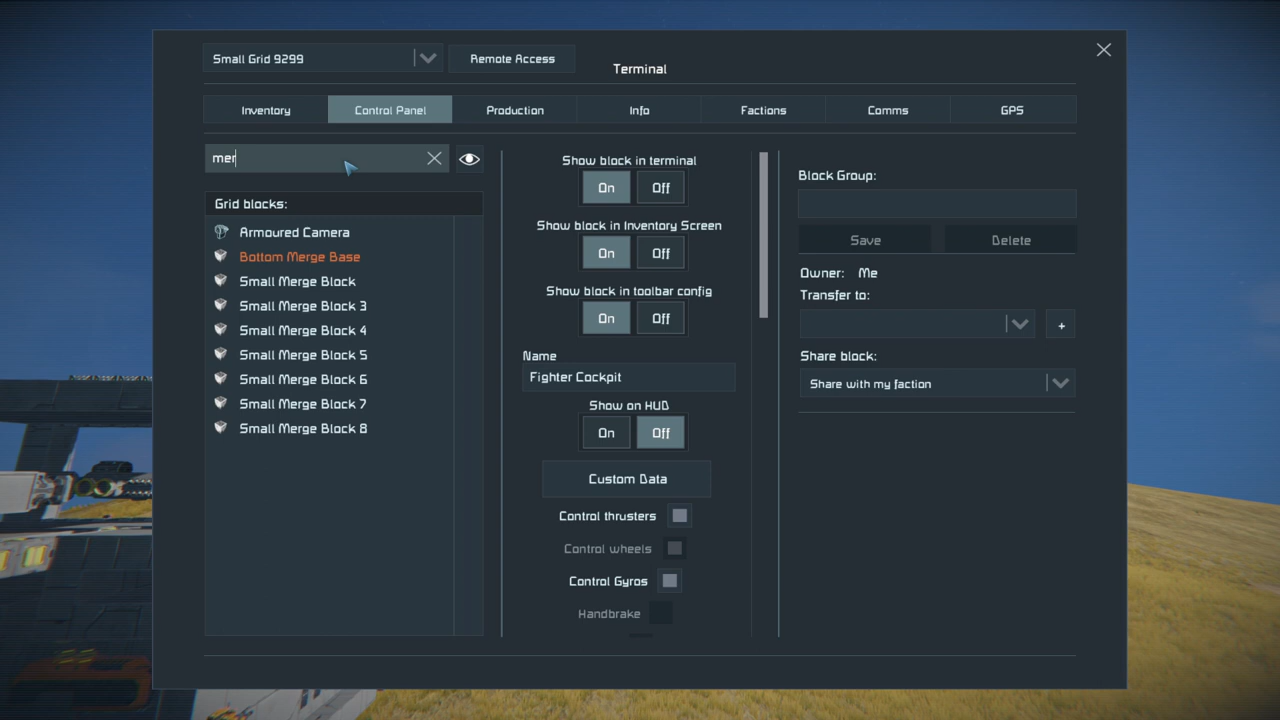 Small Grid 9299
Remote Access
Terminal
Inventory
Control Panel
Production
Info
Factions
Comms
GPS
mer
Grid blocks:
Armoured Camera
Bottom Merge Base
Small Merge Block
Small Merge Block 3
Small Merge Block 4
Small Merge Block 5
Small Merge Block 6
Small Merge Block 7
Small Merge Block 8
Show block in terminal
On Off
Show block in Inventory Screen
On Off
Show block in toolbar config
On Off
Name
Fighter Cockpit
Show on HUD
On Off
Custom Data
Control thrusters
Control wheels
Control Gyros
Handbrake
Block Group:
Save
Delete
Owner: Me
Transfer to:
+
Share block:
Share with my faction